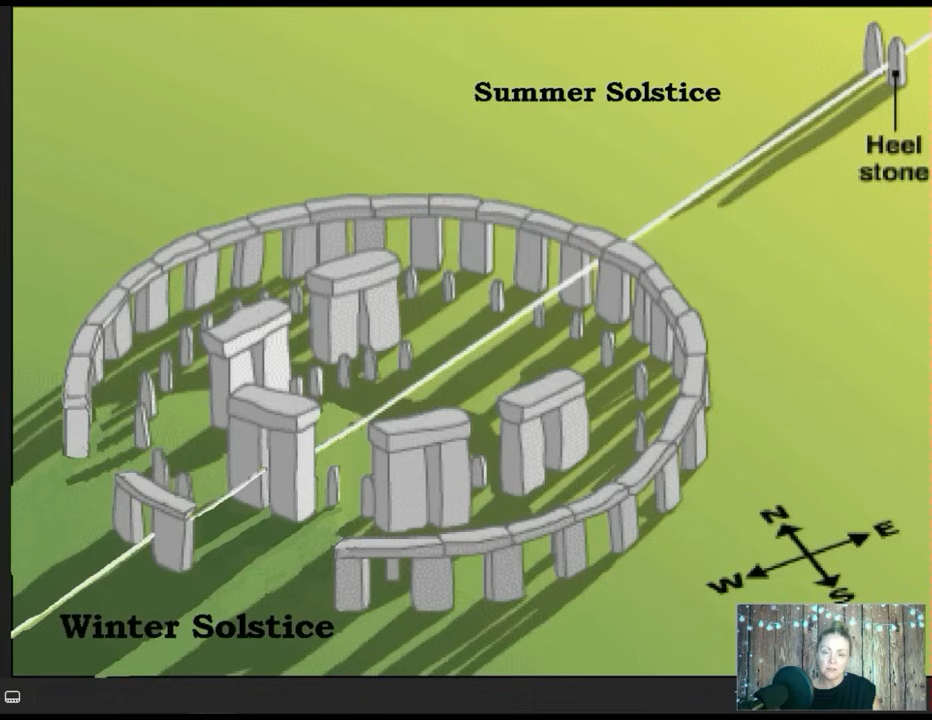 Summer Solstice
Heel
stone
N
E
W
S
Winter Solstice